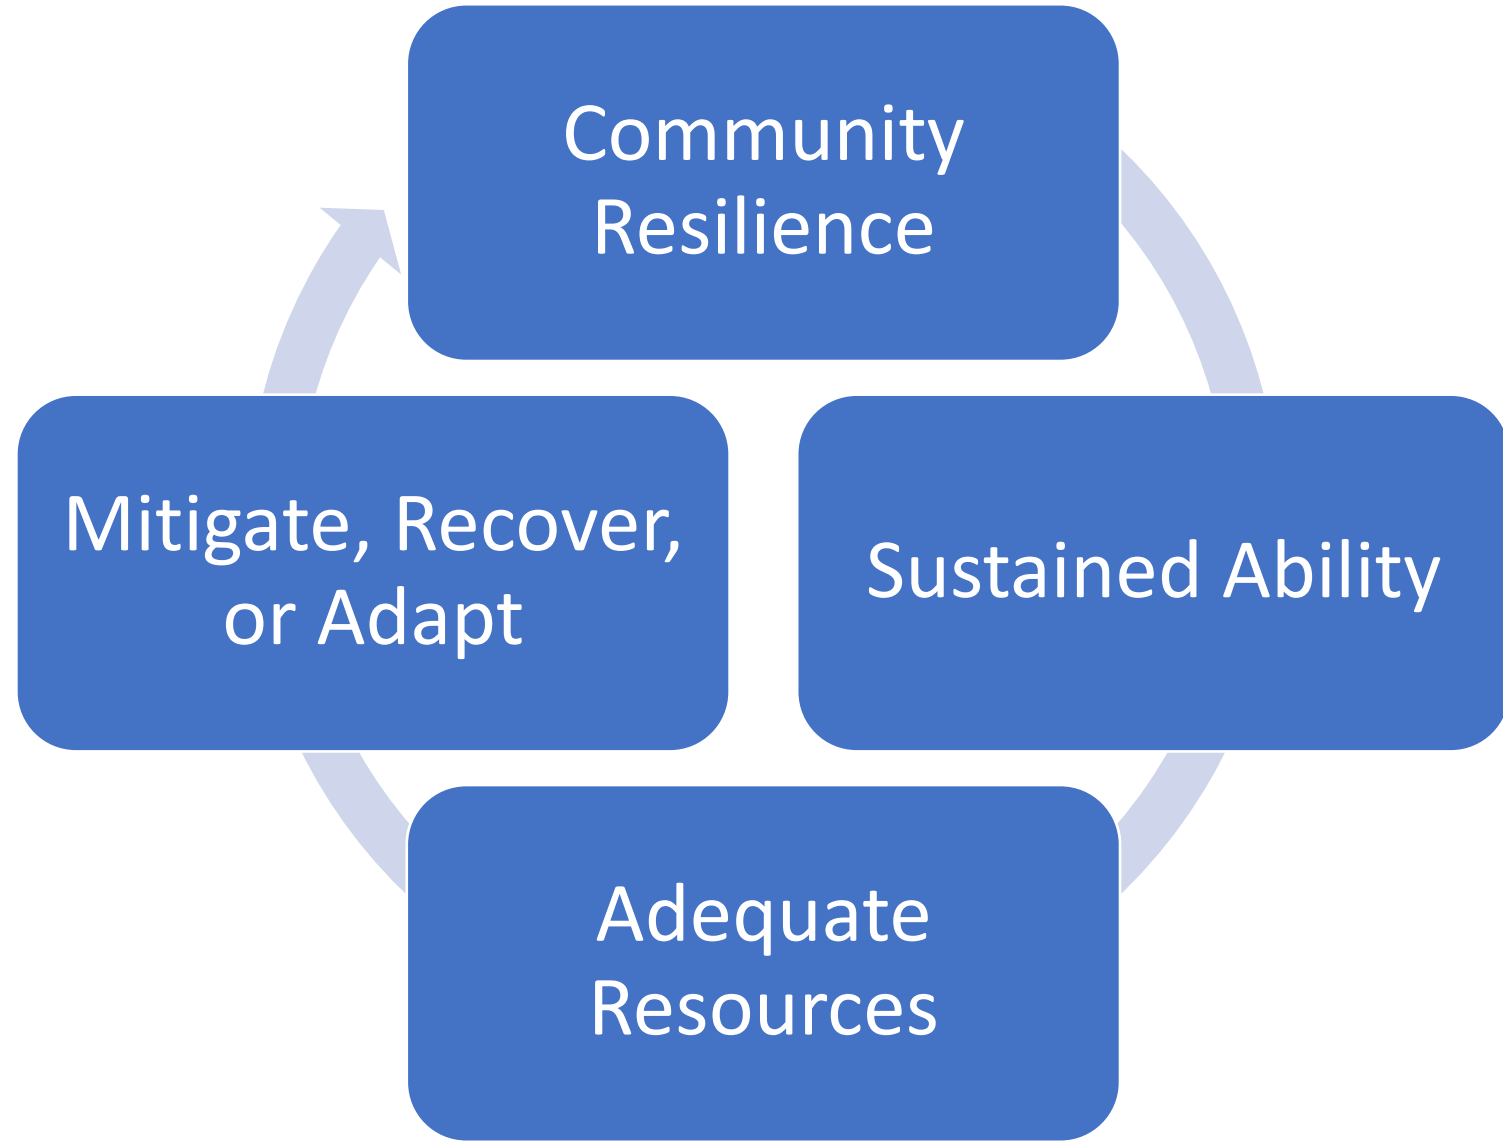 Community
Resilience
Sustained Ability
Adequate
Resources
Mitigate, Recover,
or Adapt